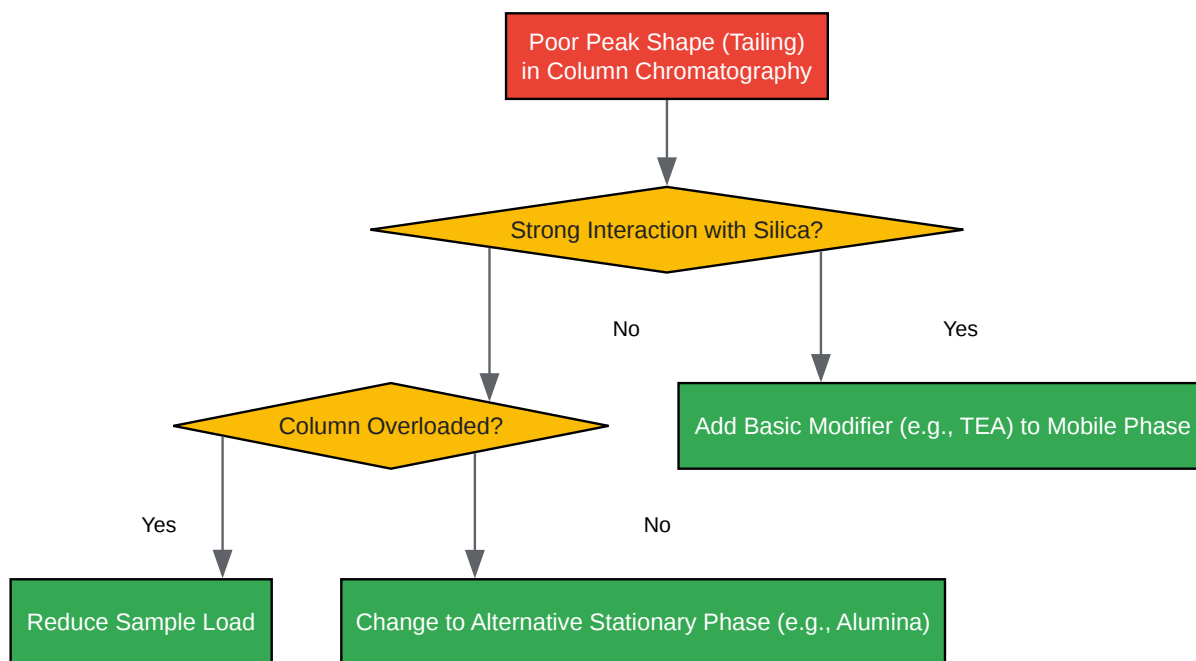 Poor Peak Shape (Tailing)
in Column Chromatography
Strong Interaction with Silica?
No
Yes
Column Overloaded?
Add Basic Modifier (e.g., TEA) to Mobile Phase
Yes
No
Reduce Sample Load
Change to Alternative Stationary Phase (e.g., Alumina)